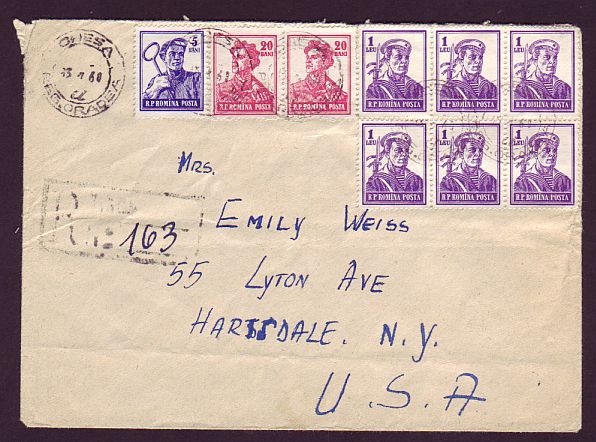 5
BANI
R.P. ROMINA POSTA
20
BANI
R.P. ROMINA POSTA
20
BANI
R.P. ROMINA POSTA
1
LEU
R.P. ROMINA POSTA
1
LEU
R.P. ROMINA POSTA
1
LEU
R.P. ROMINA POSTA
1
LEU
R.P. ROMINA POSTA
1
LEU
R.P. ROMINA POSTA
1
LEU
R.P. ROMINA POSTA
MRS.
EMILY WEISS
163
55 LYTON AVE
HARTSDALE. N.Y.
U.S.A